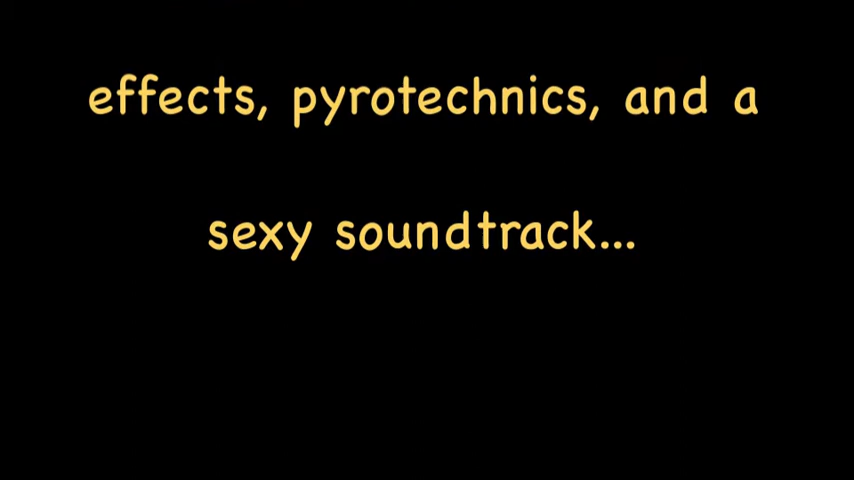 effects, pyrotechnics, and a
sexy soundtrack...